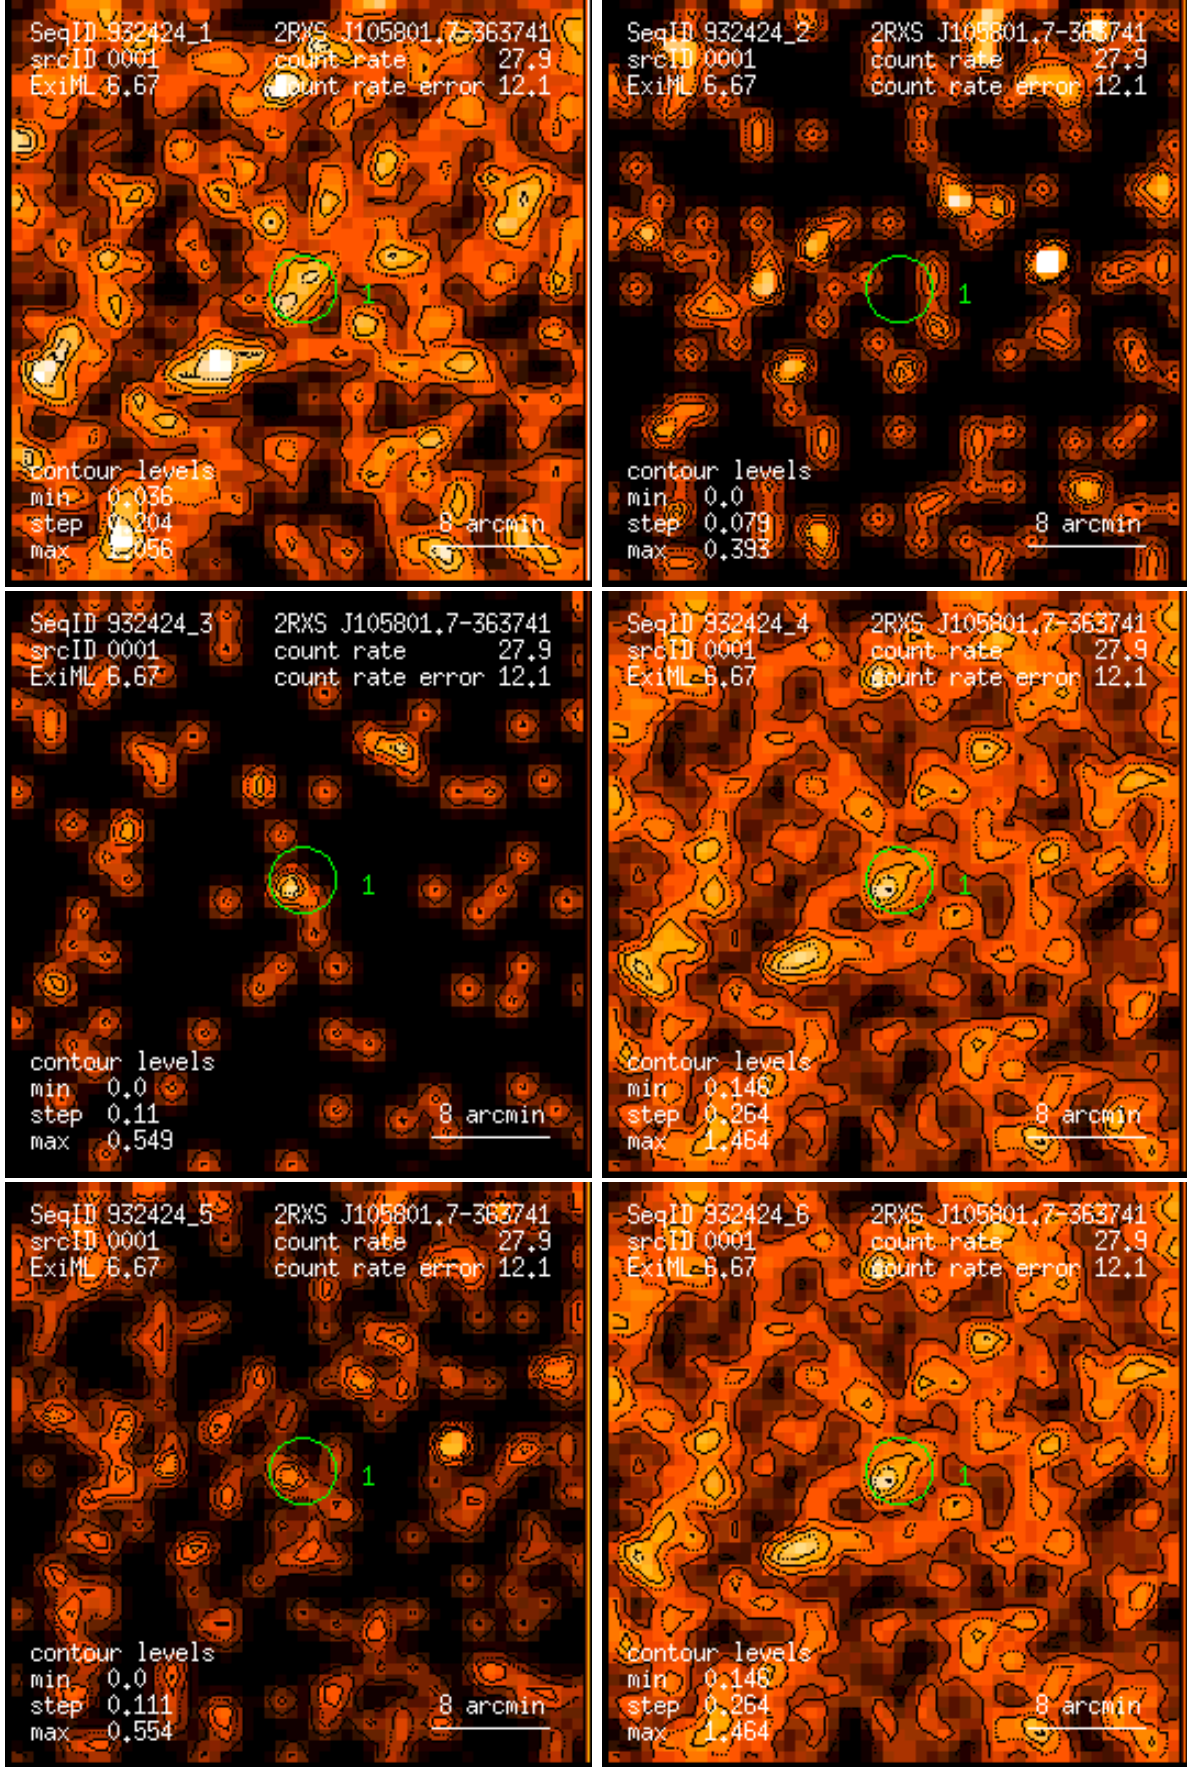 SeqID 932424_1 2RXS J105801.7-363741
srcID 0001 count rate 27.9
ExiML 6.67 count rate error 12.1
1
contour levels
min 0.036
step 0.204
max 1.056
8 arcmin
SeqID 932424_2 2RXS J105801.7-363741
srcID 0001 count rate 27.9
ExiML 6.67 count rate error 12.1
1
contour levels
min 0.0
step 0.079
max 0.393
8 arcmin
SeqID 932424_3 2RXS J105801.7-363741
srcID 0001 count rate 27.9
ExiML 6.67 count rate error 12.1
1
contour levels
min 0.0
step 0.11
max 0.549
8 arcmin
SeqID 932424_4 2RXS J105801.7-363741
srcID 0001 count rate 27.9
ExiML 6.67 count rate error 12.1
1
contour levels
min 0.146
step 0.264
max 1.464
8 arcmin
SeqID 932424_5 2RXS J105801.7-363741
srcID 0001 count rate 27.9
ExiML 6.67 count rate error 12.1
1
contour levels
min 0.0
step 0.111
max 0.554
8 arcmin
SeqID 932424_6 2RXS J105801.7-363741
srcID 0001 count rate 27.9
ExiML 6.67 count rate error 12.1
1
contour levels
min 0.146
step 0.264
max 1.464
8 arcmin